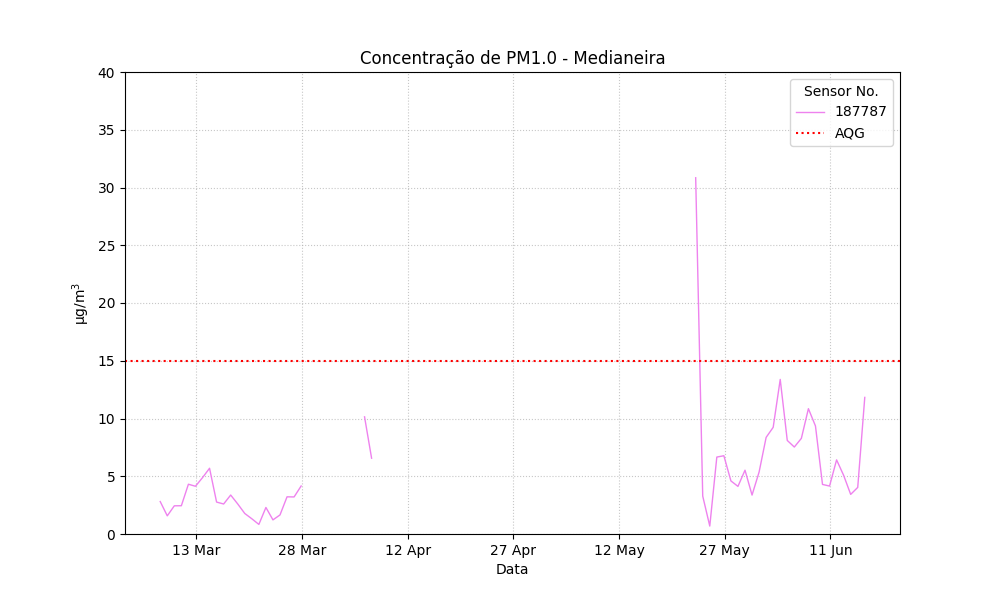 Concentração de PM1.0 - Medianeira
Sensor No.
187787
AQG
40
35
30
25
20
15
10
5
0
µg/m³
13 Mar
28 Mar
12 Apr
27 Apr
12 May
27 May
11 Jun
Data